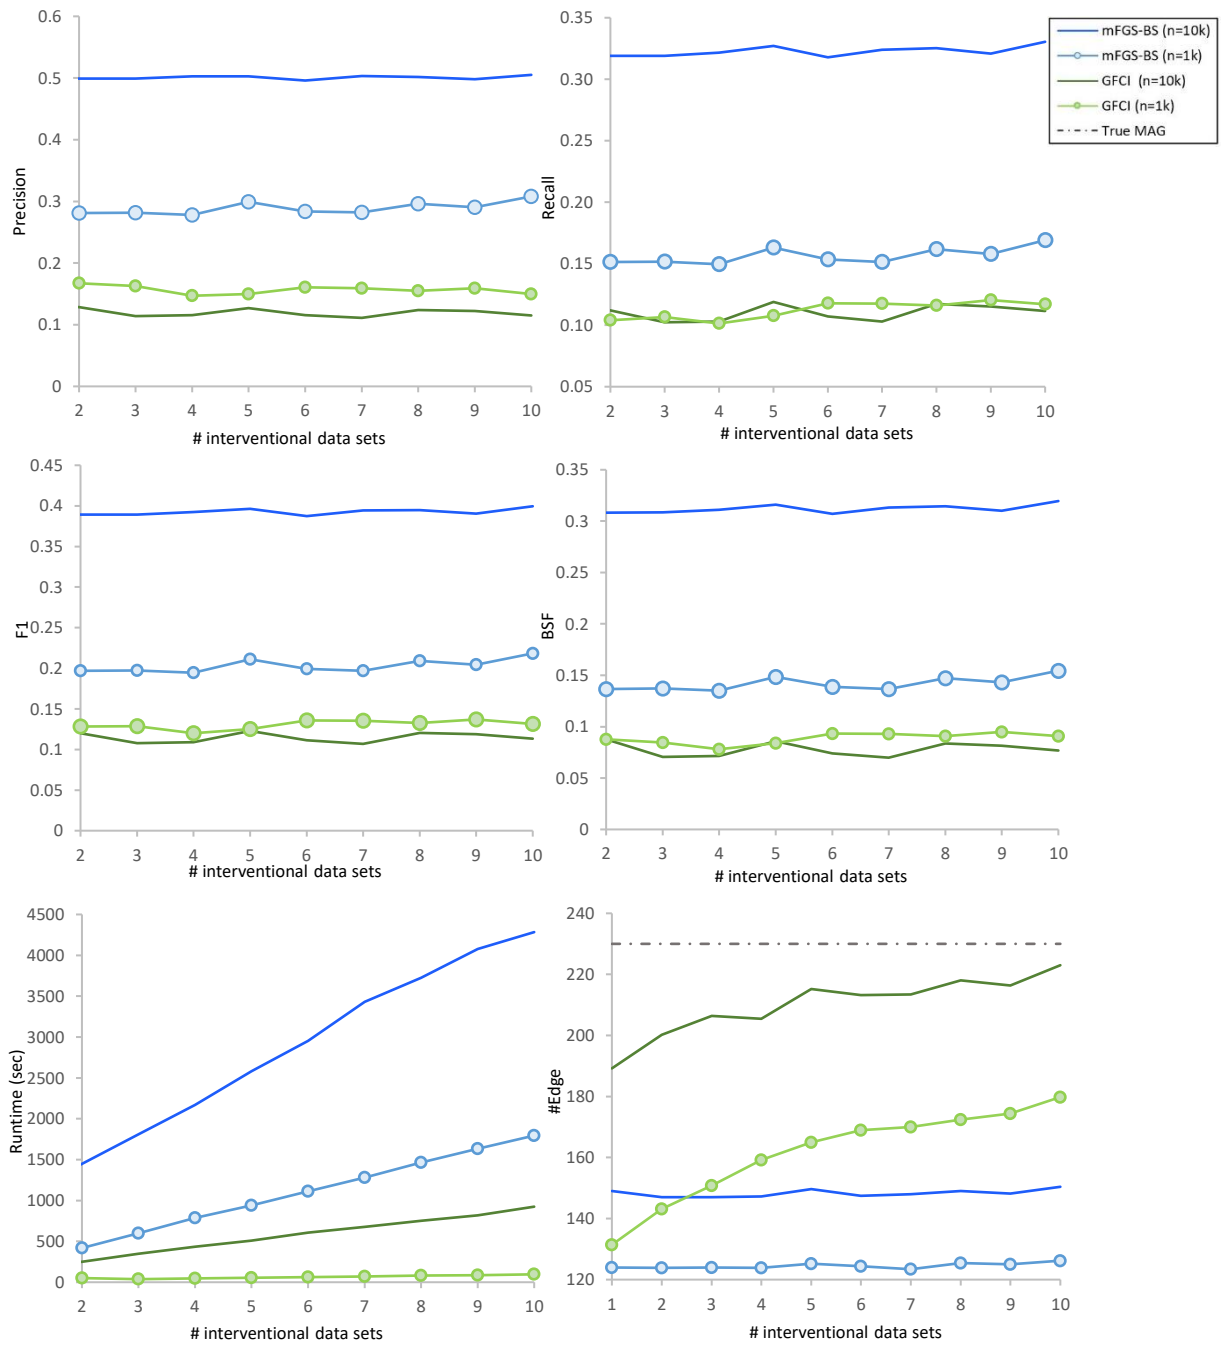 0.6
0.5
0.4
0.3
0.2
0.1
0
Precision
2 3 4 5 6 7 8 9 10
# interventional data sets
0.35
0.30
0.25
0.20
0.15
0.10
0.05
Recall
2 3 4 5 6 7 8 9 10
# interventional data sets
mFGS-BS (n=10k)
mFGS-BS (n=1k)
GFCI (n=10k)
GFCI (n=1k)
True MAG
0.45
0.4
0.35
0.3
0.25
0.2
0.15
0.1
0.05
0
F1
2 3 4 5 6 7 8 9 10
# interventional data sets
0.35
0.3
0.25
0.2
0.15
0.1
0.05
0
BSF
2 3 4 5 6 7 8 9 10
# interventional data sets
4500
4000
3500
3000
2500
2000
1500
1000
500
0
Runtime (sec)
2 3 4 5 6 7 8 9 10
# interventional data sets
240
220
200
180
160
140
120
#Edge
1 2 3 4 5 6 7 8 9 10
# interventional data sets